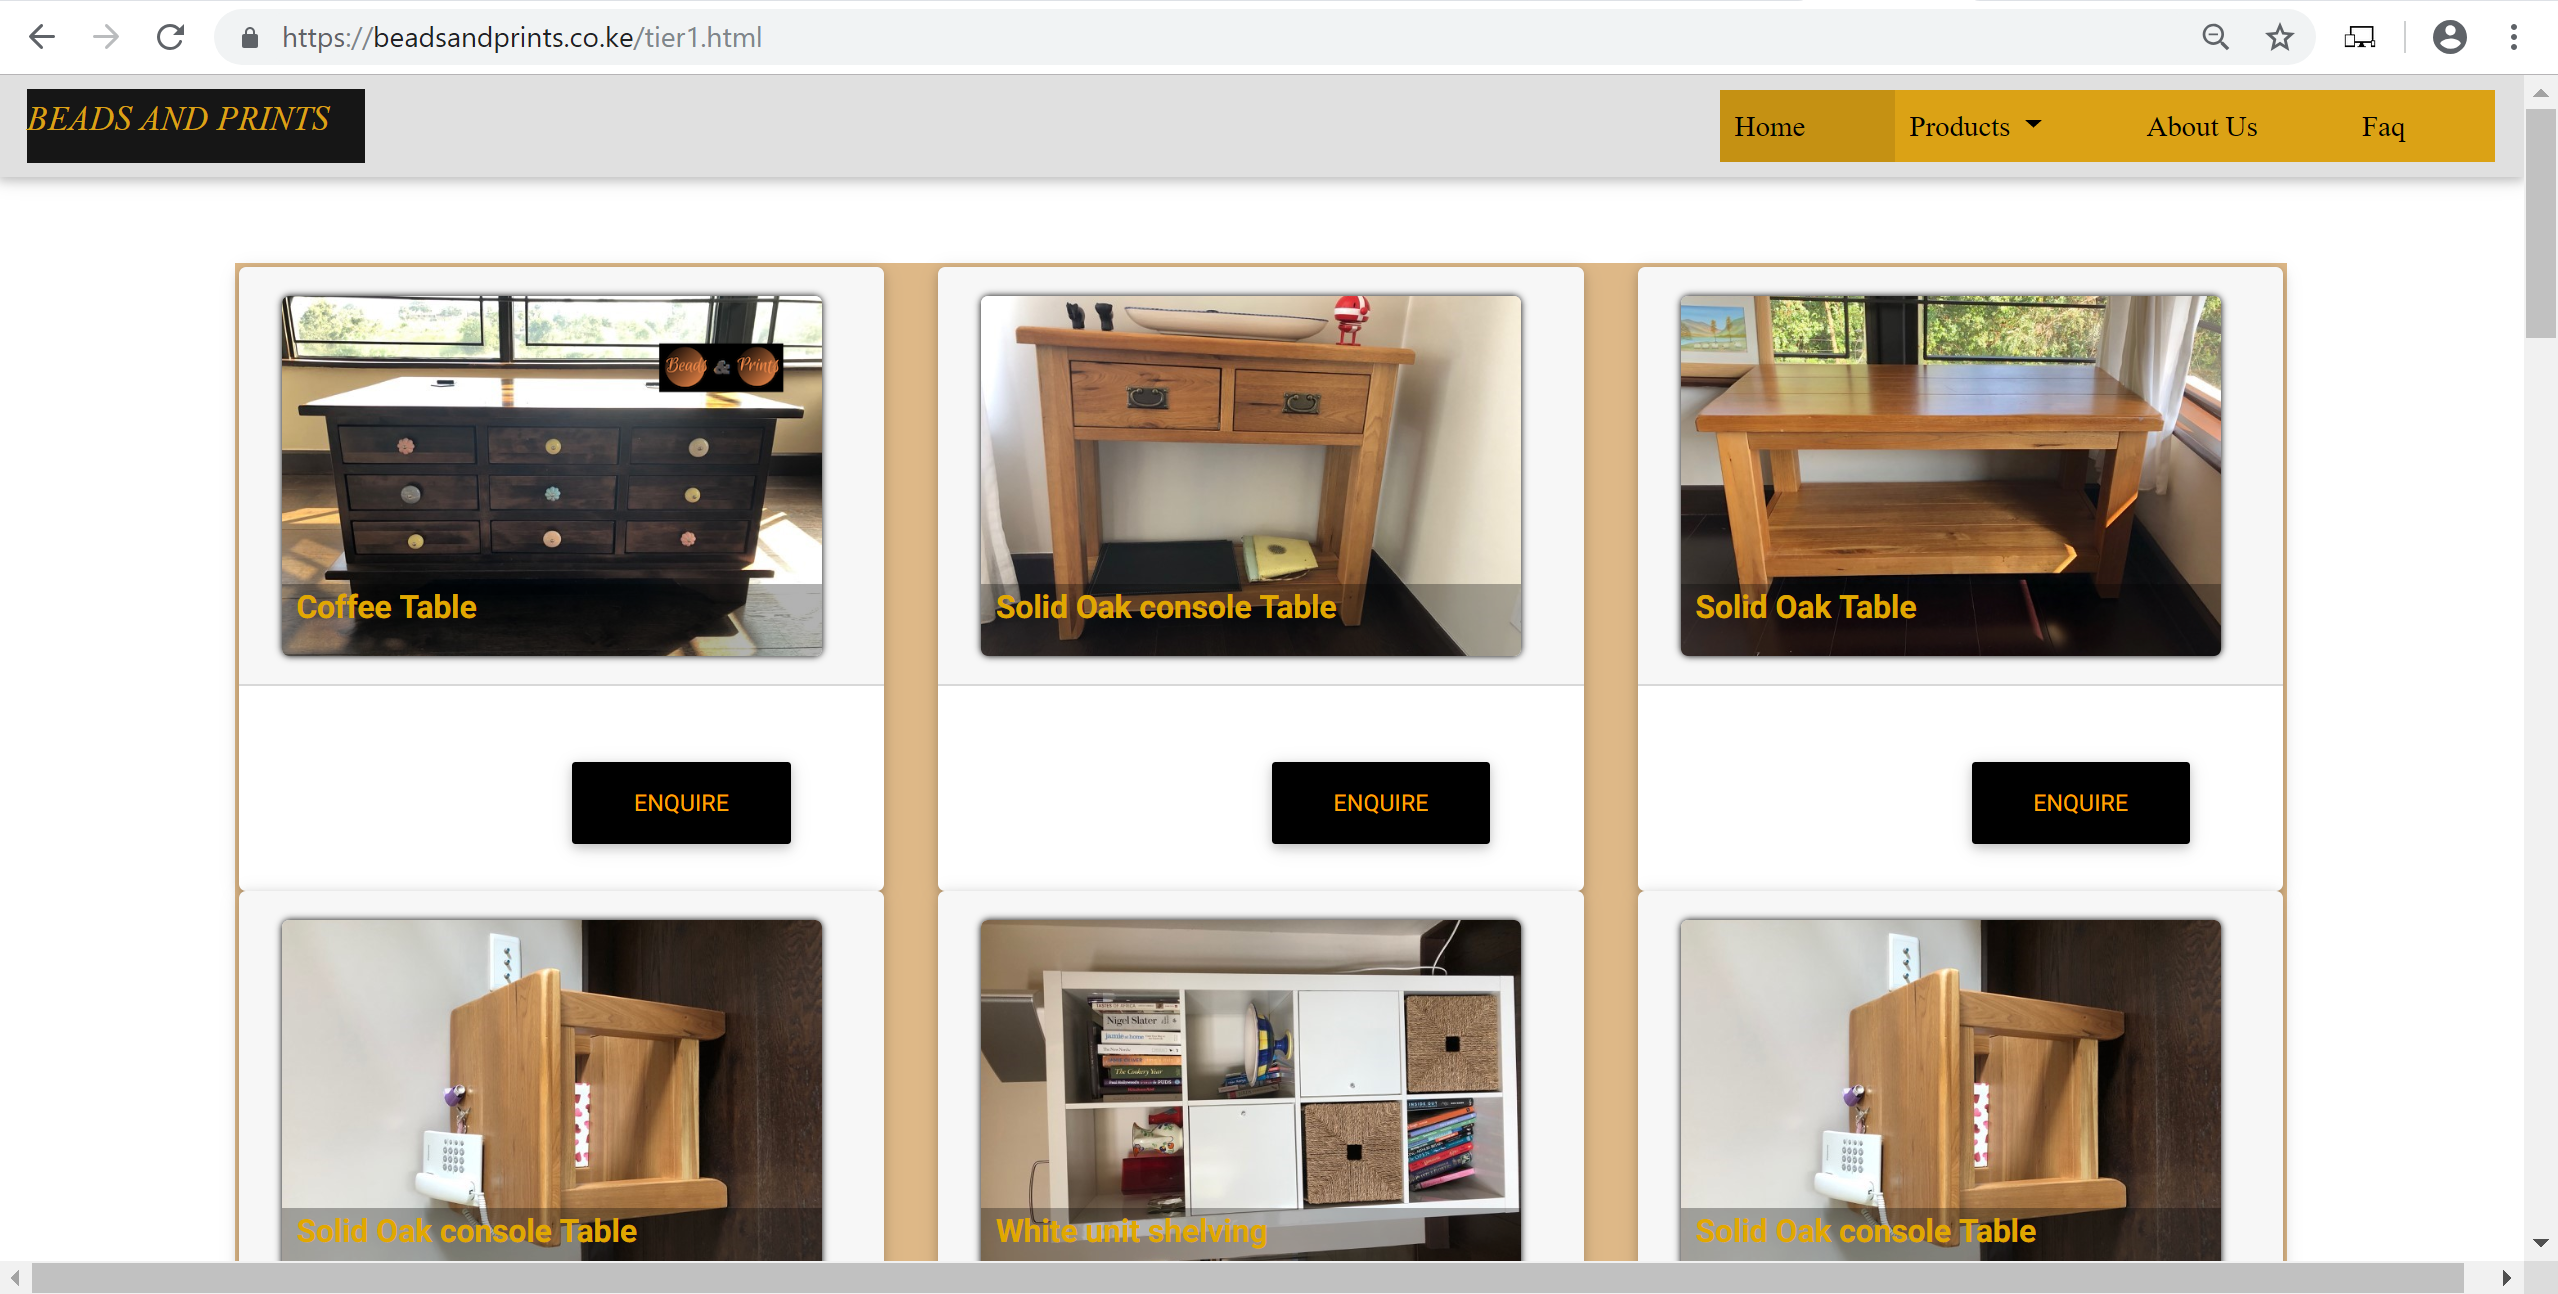 https://beadsandprints.co.ke/tier1.html
BEADS AND PRINTS
Home Products About Us Faq
Beads & Prints
Coffee Table
Solid Oak console Table
Solid Oak Table
ENQUIRE
ENQUIRE
ENQUIRE
Nigel Slater
The Cookery Year
Solid Oak console Table
White unit shelving
Solid Oak console Table